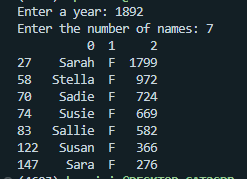 Enter a year: 1892
Enter the number of names: 7
0 1 2
27 Sarah F 1799
58 Stella F 972
70 Sadie F 724
74 Susie F 669
83 Sallie F 582
122 Susan F 366
147 Sara F 276